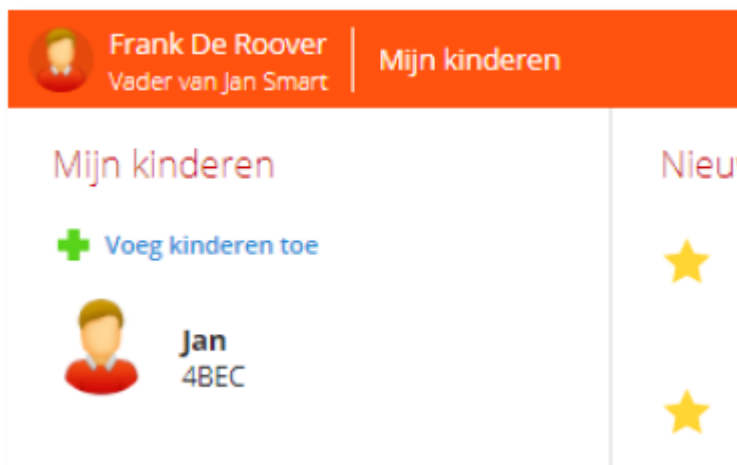 Frank De Roover
Vader van Jan Smart
Mijn kinderen
Mijn kinderen
Voeg kinderen toe
Jan
4BEC